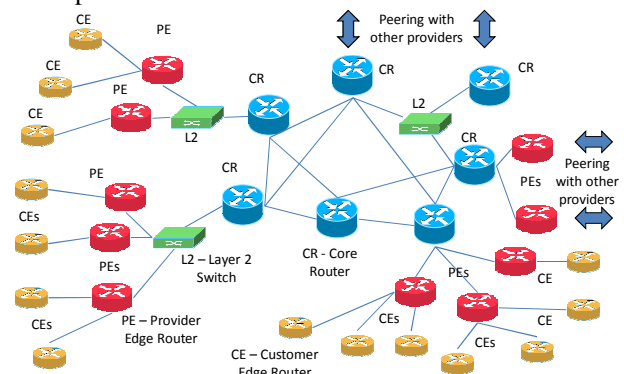 CE
PE
Peering with
other providers
CR
CR
CE
CR
PE
L2
CE
L2
CR
CR
PE
PEs
Peering
with other
providers
CEs
PEs
L2 – Layer 2
Switch
CR - Core
Router
PEs
CE
CEs
PE – Provider
Edge Router
CEs
CE
CEs
CE – Customer
Edge Router